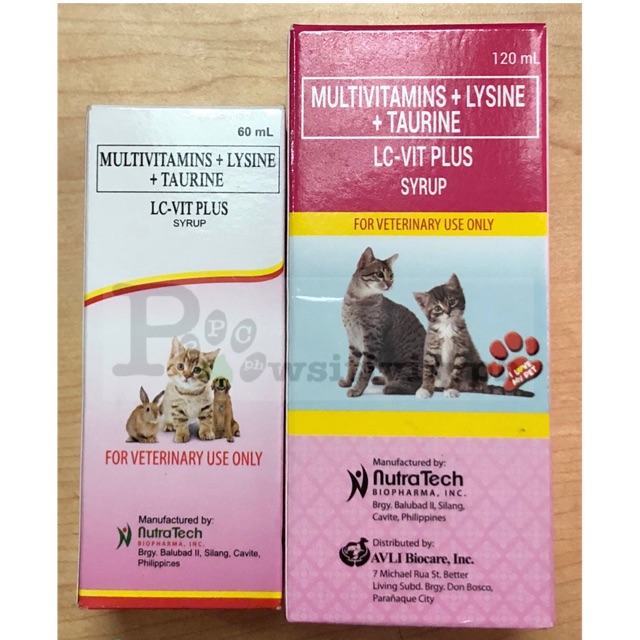 60 mL
MULTIVITAMINS + LYSINE
+ TAURINE
LC-VIT PLUS
SYRUP
FOR VETERINARY USE ONLY
Manufactured by:
NutraTech
BIOPHARMA, INC.
Brgy. Balubad II, Silang, Cavite,
Philippines
120 mL
MULTIVITAMINS + LYSINE
+ TAURINE
LC-VIT PLUS
SYRUP
FOR VETERINARY USE ONLY
I LOVE
MY PET
Manufactured by:
NutraTech
BIOPHARMA, INC.
Brgy. Balubad II, Silang,
Cavite, Philippines
Distributed by:
AVLI Biocare, Inc.
7 Michael Rua St. Better
Living Subd. Brgy. Don Bosco,
Parañaque City